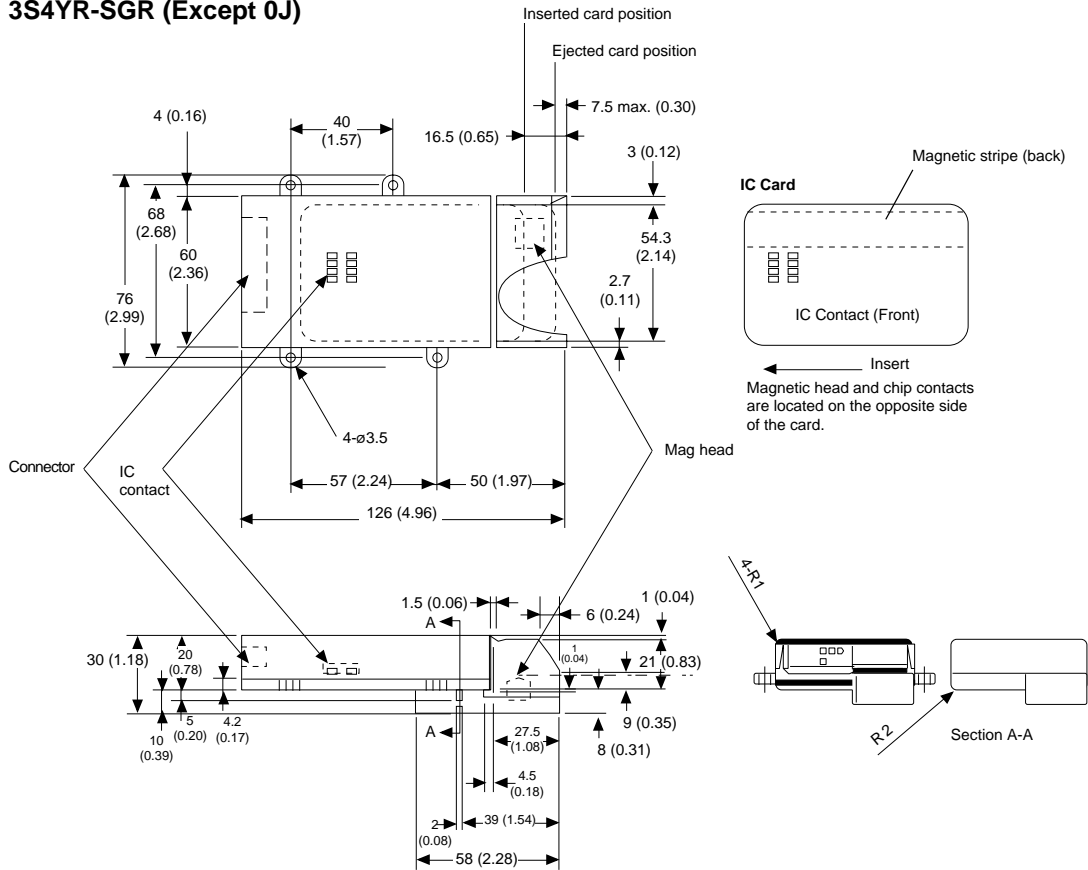 3S4YR-SGR (Except 0J)
Inserted card position
Ejected card position
7.5 max. (0.30)
4 (0.16)
40
(1.57)
16.5 (0.65)
3 (0.12)
Magnetic stripe (back)
IC Card
68
(2.68)
60
(2.36)
76
(2.99)
54.3
(2.14)
2.7
(0.11)
IC Contact (Front)
Insert
Magnetic head and chip contacts
are located on the opposite side
of the card.
4-ø3.5
Mag head
Connector
IC
contact
57 (2.24)
50 (1.97)
126 (4.96)
4-R1
1.5 (0.06)
6 (0.24)
1 (0.04)
A
30 (1.18)
20
(0.78)
1
(0.04)
21 (0.83)
5
(0.20)
4.2
(0.17)
10
(0.39)
A
27.5
(1.08)
9 (0.35)
8 (0.31)
R 2
Section A-A
4.5
(0.18)
2
(0.08)
39 (1.54)
58 (2.28)